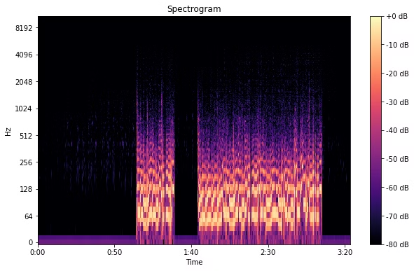 Spectrogram
8192
4096
2048
1024
512
256
128
64
0
Hz
0:00
0:50
1:40
2:30
3:20
Time
+0 dB
-10 dB
-20 dB
-30 dB
-40 dB
-50 dB
-60 dB
-70 dB
-80 dB